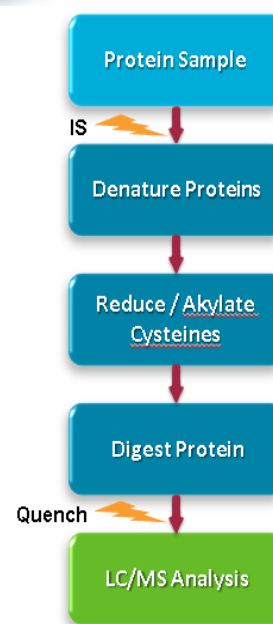 Protein Sample
IS
Denature Proteins
Reduce / Akylate
Cysteines
Digest Protein
Quench
LC/MS Analysis